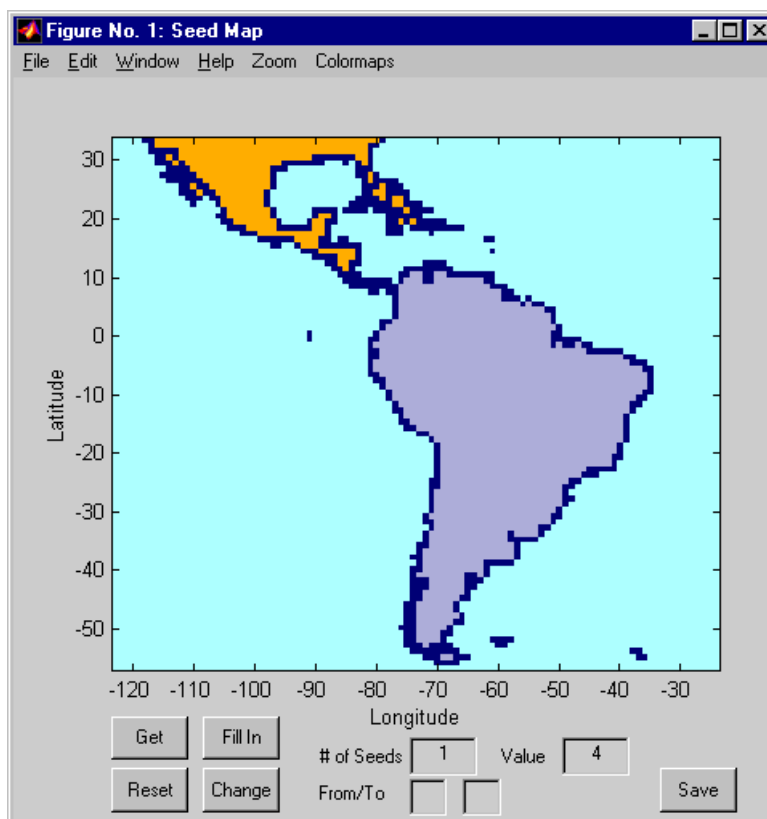 Figure No. 1: Seed Map
File Edit Window Help Zoom Colormaps
30
20
10
0
-10
-20
-30
-40
-50
Latitude
-120 -110 -100 -90 -80 -70 -60 -50 -40 -30
Longitude
Get Fill In # of Seeds 1 Value 4
Reset Change From/To Save